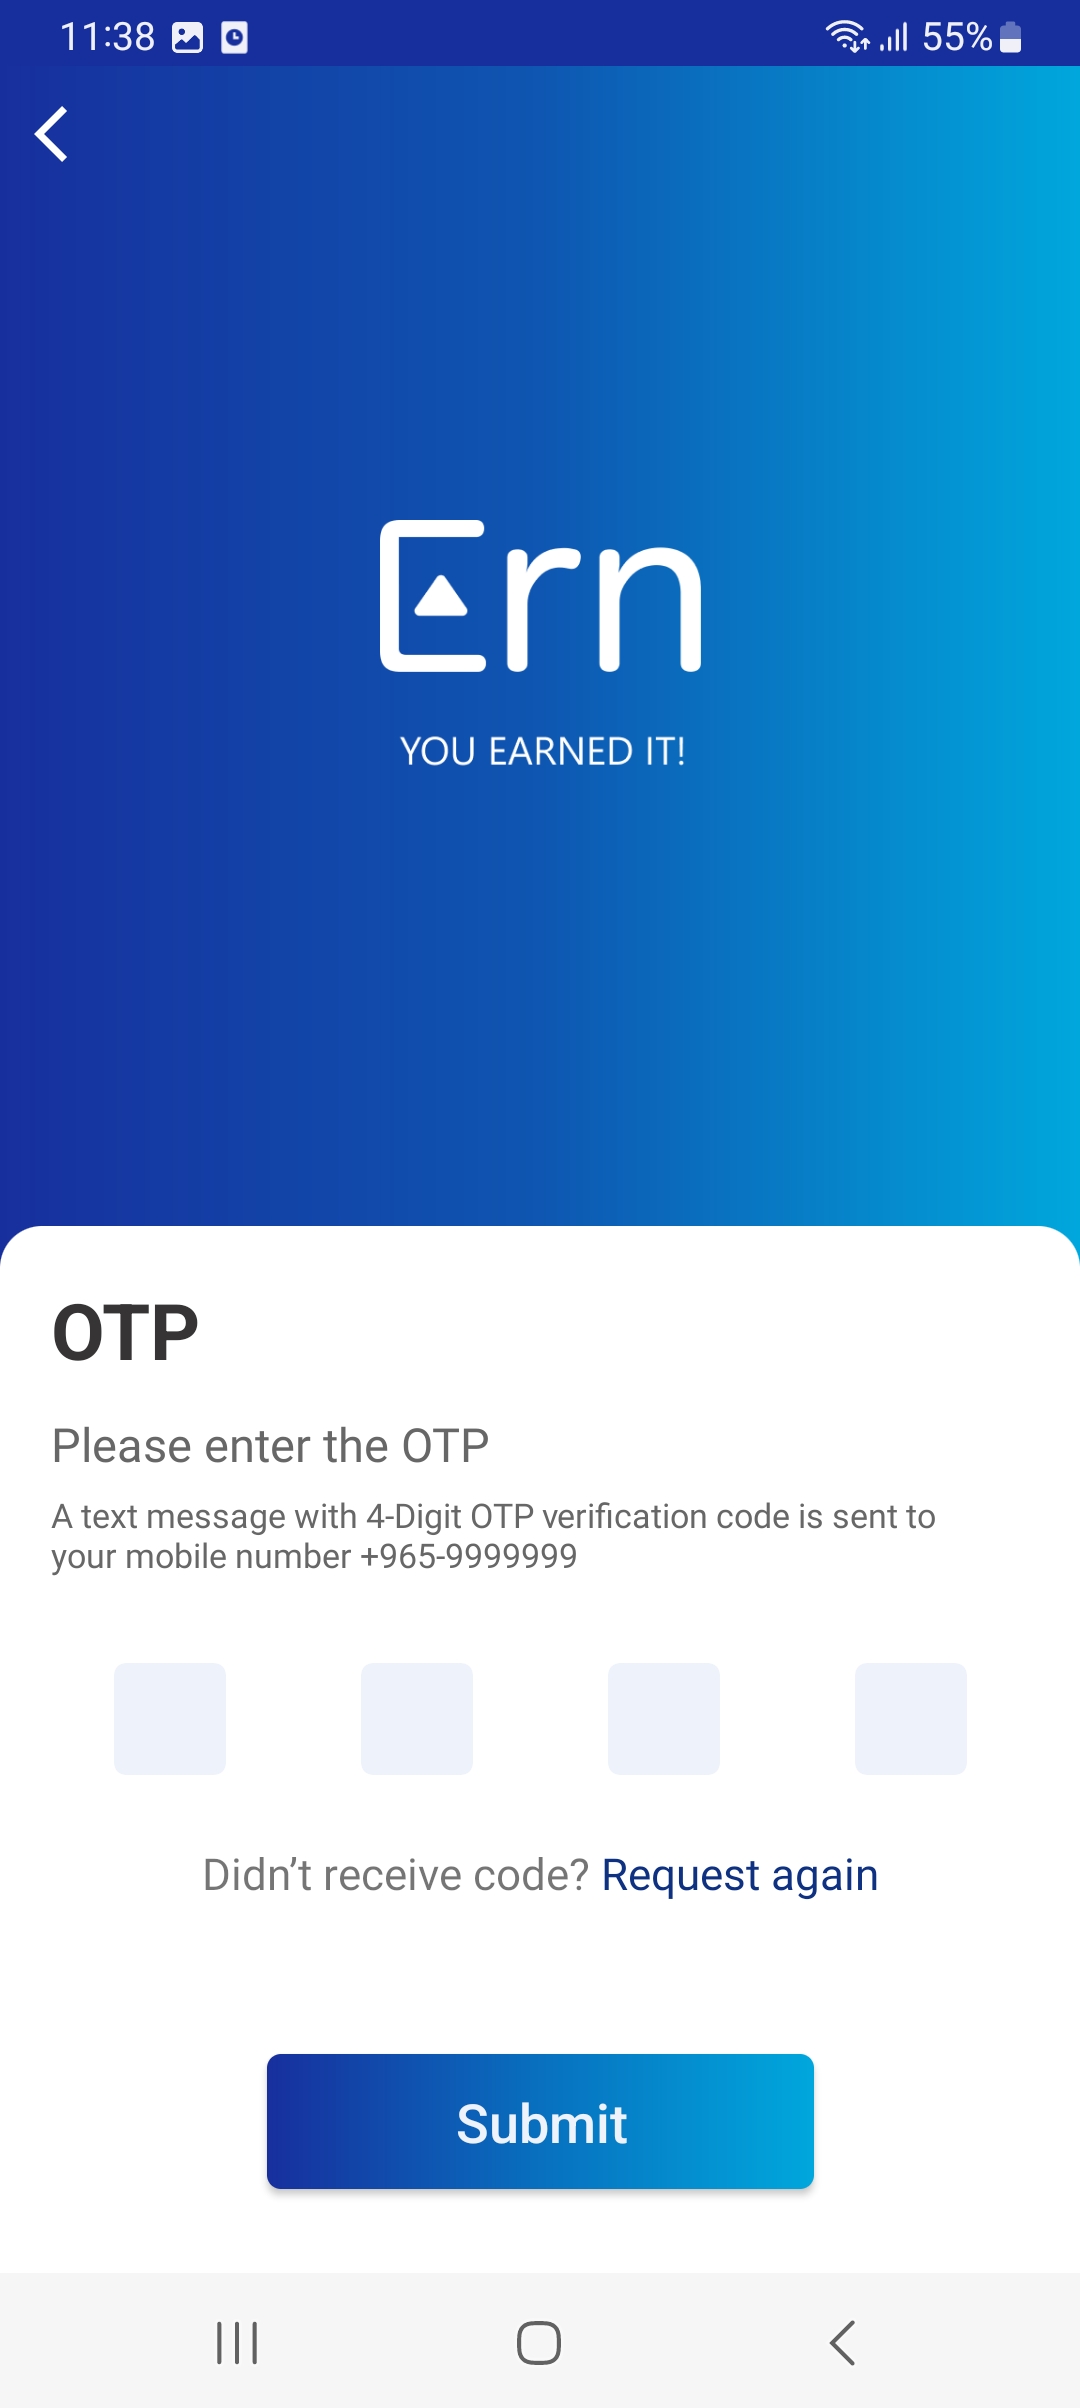 11:38 55%
Ern
YOU EARNED IT!
OTP
Please enter the OTP
A text message with 4-Digit OTP verification code is sent to
your mobile number +965-9999999
Didn’t receive code? Request again
Submit